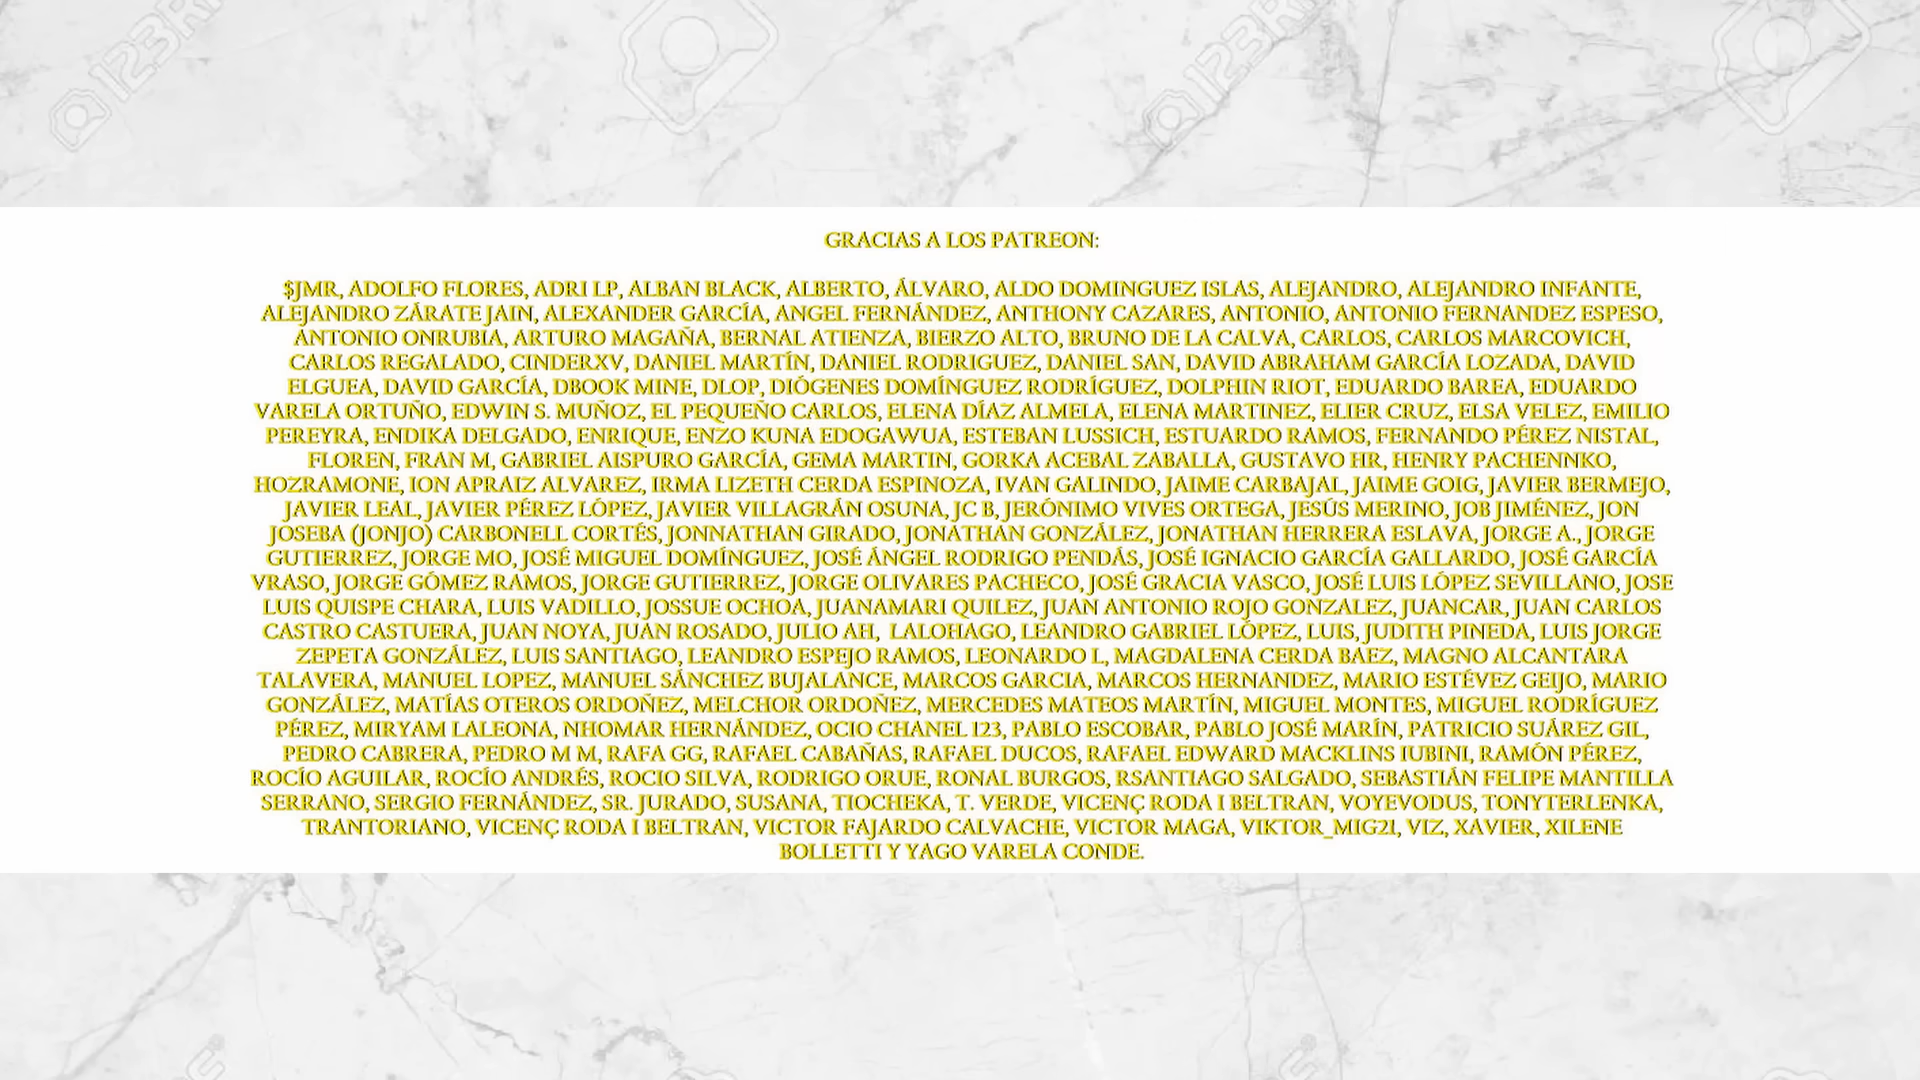 GRACIAS A LOS PATREON:
$JMR, ADOLFO FLORES, ADRI LP, ALBAN BLACK, ALBERTO, ÁLVARO, ALDO DOMINGUEZ ISLAS, ALEJANDRO, ALEJANDRO INFANTE,
ALEJANDRO ZÁRATE JAIN, ALEXANDER GARCÍA, ANGEL FERNÁNDEZ, ANTHONY CAZARES, ANTONIO, ANTONIO FERNANDEZ ESPESO,
ANTONIO ONRUBIA, ARTURO MAGAÑA, BERNAL ATIENZA, BIERZO ALTO, BRUNO DE LA CALVA, CARLOS, CARLOS MARCOVICH,
CARLOS REGALADO, CINDERXV, DANIEL MARTÍN, DANIEL RODRIGUEZ, DANIEL SAN, DAVID ABRAHAM GARCÍA LOZADA, DAVID
ELGUEA, DAVID GARCÍA, DBOOK MINE, DLOP, DIÓGENES DOMÍNGUEZ RODRÍGUEZ, DOLPHIN RIOT, EDUARDO BAREA, EDUARDO
VARELA ORTUÑO, EDWIN S. MUÑOZ, EL PEQUEÑO CARLOS, ELENA DÍAZ ALMELA, ELENA MARTINEZ, ELIER CRUZ, ELSA VELEZ, EMILIO
PEREYRA, ENDIKA DELGADO, ENRIQUE, ENZO KUNA EDOGAWUA, ESTEBAN LUSSICH, ESTUARDO RAMOS, FERNANDO PÉREZ NISTAL,
FLOREN, FRAN M, GABRIEL AISPURO GARCÍA, GEMA MARTIN, GORKA ACEBAL ZABALLA, GUSTAVO HR, HENRY PACHENNKO,
HOZRAMONE, ION APRAIZ ALVAREZ, IRMA LIZETH CERDA ESPINOZA, IVAN GALINDO, JAIME CARBAJAL, JAIME GOIG, JAVIER BERMEJO,
JAVIER LEAL, JAVIER PÉREZ LÓPEZ, JAVIER VILLAGRÁN OSUNA, JC B, JERÓNIMO VIVES ORTEGA, JESÚS MERINO, JOB JIMÉNEZ, JON
JOSEBA (JONJO) CARBONELL CORTÉS, JONNATHAN GIRADO, JONATHAN GONZÁLEZ, JONATHAN HERRERA ESLAVA, JORGE A., JORGE
GUTIERREZ, JORGE MO, JOSÉ MIGUEL DOMÍNGUEZ, JOSÉ ÁNGEL RODRIGO PENDÁS, JOSÉ IGNACIO GARCÍA GALLARDO, JOSÉ GARCÍA
VRASO, JORGE GÓMEZ RAMOS, JORGE GUTIERREZ, JORGE OLIVARES PACHECO, JOSÉ GRACIA VASCO, JOSÉ LUIS LÓPEZ SEVILLANO, JOSE
LUIS QUISPE CHARA, LUIS VADILLO, JOSSUE OCHOA, JUANAMARI QUILEZ, JUAN ANTONIO ROJO GONZALEZ, JUANCAR, JUAN CARLOS
CASTRO CASTUERA, JUAN NOYA, JUAN ROSADO, JULIO AH,  LALOHAGO, LEANDRO GABRIEL LÓPEZ, LUIS, JUDITH PINEDA, LUIS JORGE
ZEPETA GONZÁLEZ, LUIS SANTIAGO, LEANDRO ESPEJO RAMOS, LEONARDO L, MAGDALENA CERDA BAEZ, MAGNO ALCANTARA
TALAVERA, MANUEL LOPEZ, MANUEL SÁNCHEZ BUJALANCE, MARCOS GARCIA, MARCOS HERNANDEZ, MARIO ESTÉVEZ GEIJO, MARIO
GONZÁLEZ, MATÍAS OTEROS ORDOÑEZ, MELCHOR ORDOÑEZ, MERCEDES MATEOS MARTÍN, MIGUEL MONTES, MIGUEL RODRÍGUEZ
PÉREZ, MIRYAM LALEONA, NHOMAR HERNÁNDEZ, OCIO CHANEL 123, PABLO ESCOBAR, PABLO JOSÉ MARÍN, PATRICIO SUÁREZ GIL,
PEDRO CABRERA, PEDRO M M, RAFA GG, RAFAEL CABAÑAS, RAFAEL DUCOS, RAFAEL EDWARD MACKLINS IUBINI, RAMÓN PÉREZ,
ROCÍO AGUILAR, ROCÍO ANDRÉS, ROCIO SILVA, RODRIGO ORUE, RONAL BURGOS, RSANTIAGO SALGADO, SEBASTIÁN FELIPE MANTILLA
SERRANO, SERGIO FERNÁNDEZ, SR. JURADO, SUSANA, TIOCHEKA, T. VERDE, VICENÇ RODA I BELTRAN, VOYEVODUS, TONYTERLENKA,
TRANTORIANO, VICENÇ RODA I BELTRAN, VICTOR FAJARDO CALVACHE, VICTOR MAGA, VIKTOR_MIG21, VIZ, XAVIER, XILENE
BOLLETTI Y YAGO VARELA CONDE.